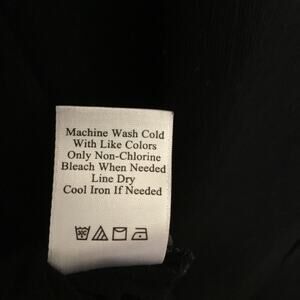 Machine Wash Cold
With Like Colors
Only Non-Chlorine
Bleach When Needed
Line Dry
Cool Iron If Needed